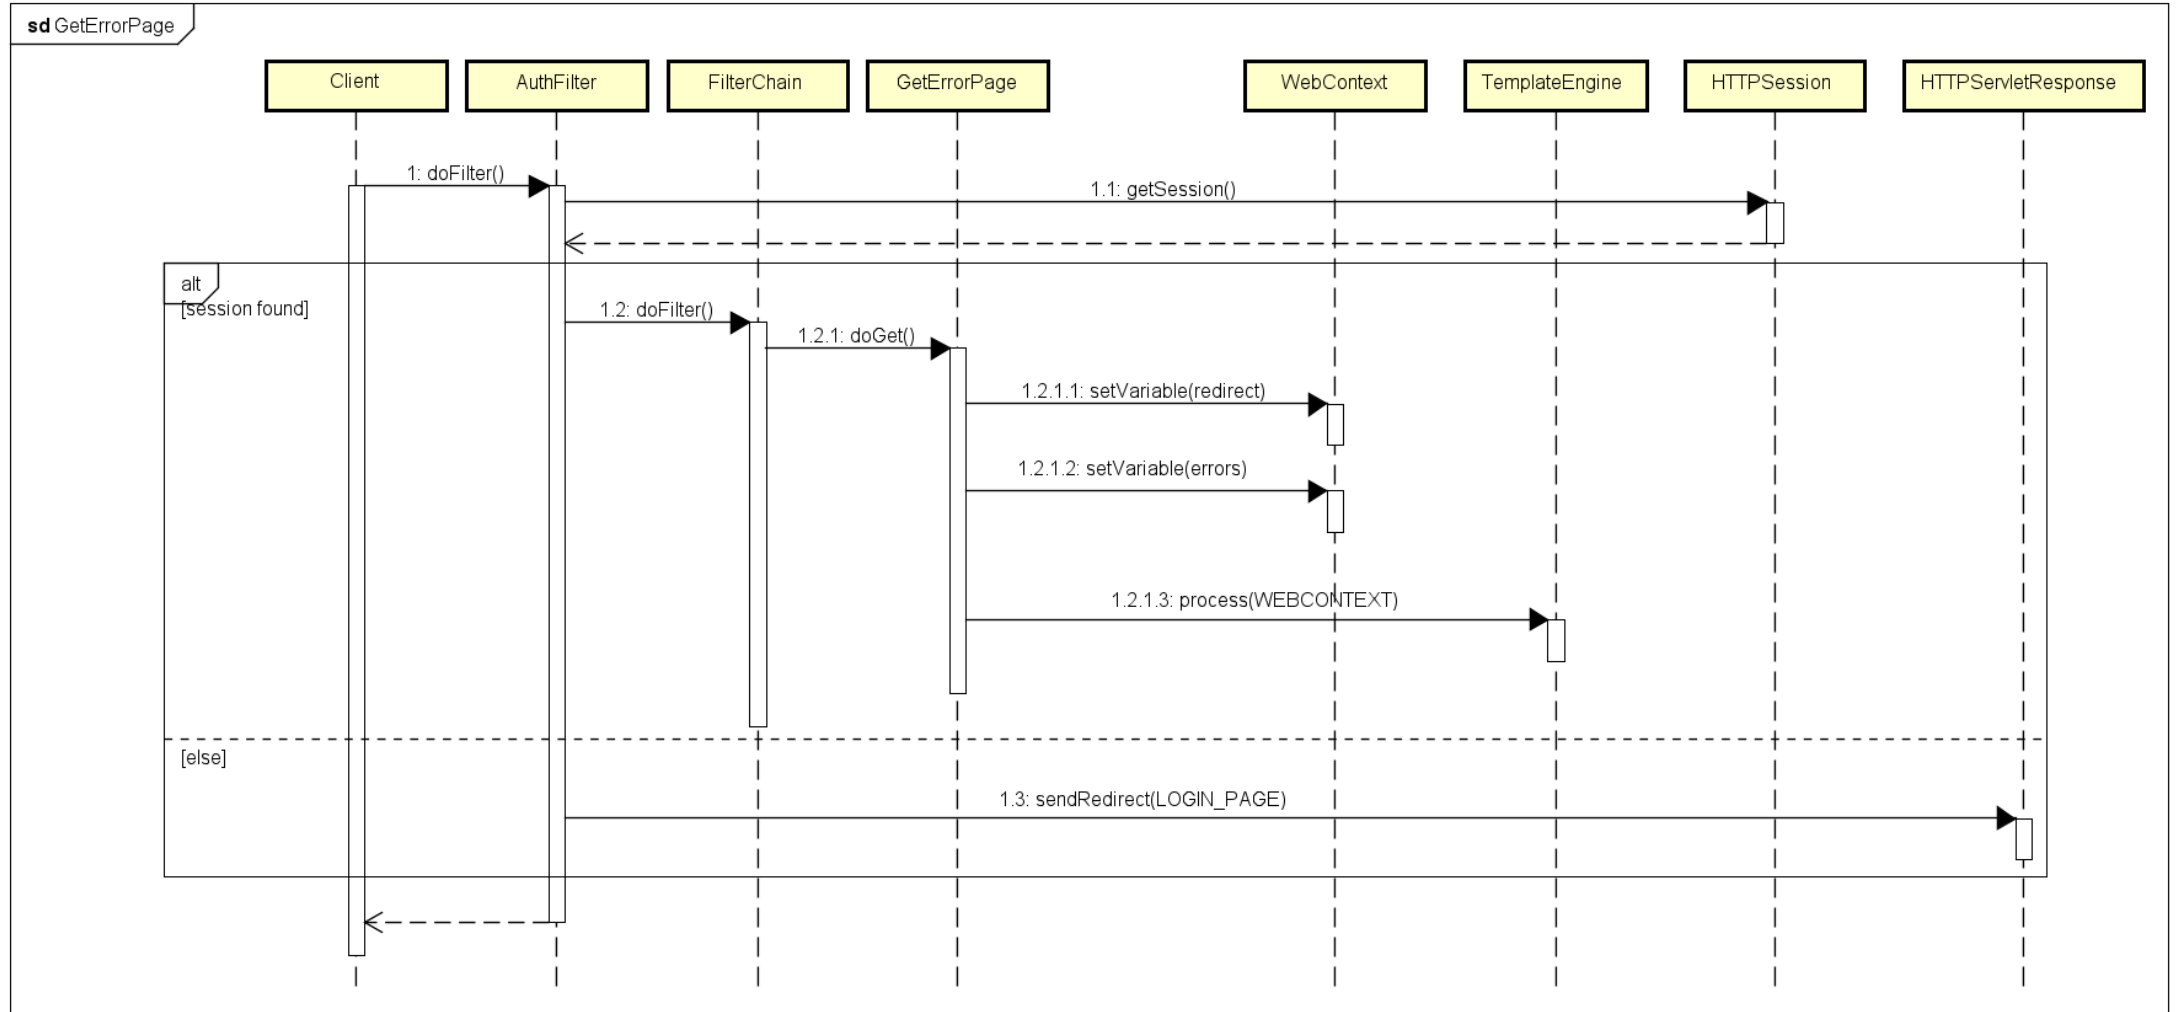 sd GetErrorPage
Client
AuthFilter
FilterChain
GetErrorPage
WebContext
TemplateEngine
HTTPSession
HTTPServletResponse
1: doFilter()
1.1: getSession()
alt
[session found]
1.2: doFilter()
1.2.1: doGet()
1.2.1.1: setVariable(redirect)
1.2.1.2: setVariable(errors)
1.2.1.3: process(WEBCONTEXT)
[else]
1.3: sendRedirect(LOGIN_PAGE)